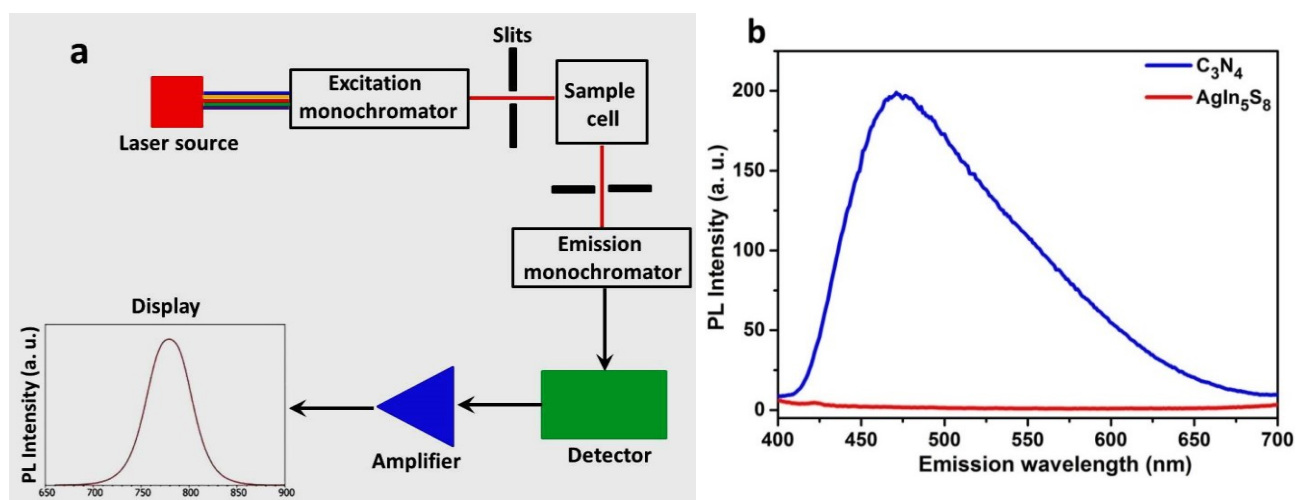 a
Slits
Laser source
Excitation
monochromator
Sample
cell
Emission
monochromator
Display
PL Intensity (a. u.)
650 700 750 800 850 900
Amplifier
Detector
b
C₃N₄
AgIn₅S₈
PL Intensity (a. u.)
200
150
100
50
0
400 450 500 550 600 650 700
Emission wavelength (nm)